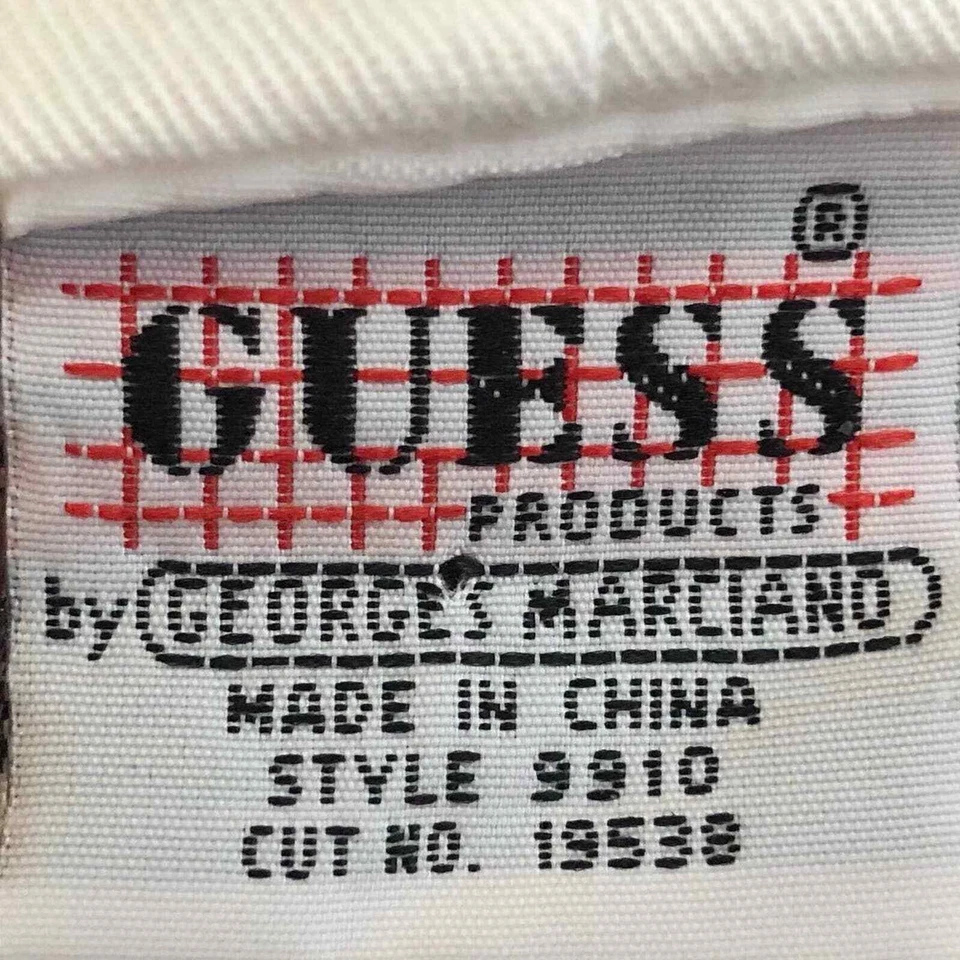 ®
GUESS
PRODUCTS
by GEORGES MARCIANO
MADE IN CHINA
STYLE 9910
CUT NO. 19538